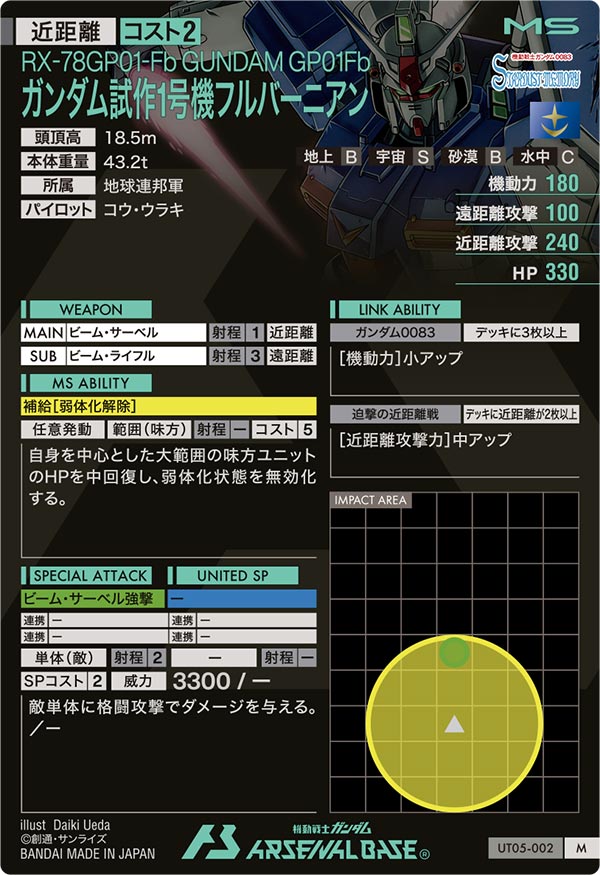 近距離 コスト2
MS
RX-78GP01-Fb GUNDAM GP01Fb
ガンダム試作1号機フルバーニアン
機動戦士ガンダム0083
STARDUST MEMORY
頭頂高 18.5m
本体重量 43.2t
所属 地球連邦軍
パイロット コウ・ウラキ
地上 B 宇宙 S 砂漠 B 水中 C
機動力 180
遠距離攻撃 100
近距離攻撃 240
HP 330
WEAPON
MAIN ビーム・サーベル 射程 1 近距離
SUB ビーム・ライフル 射程 3 遠距離
MS ABILITY
補給[弱体化解除]
任意発動 範囲(味方) 射程 ー コスト 5
自身を中心とした大範囲の味方ユニット
のHPを中回復し、弱体化状態を無効化
する。
LINK ABILITY
ガンダム0083 デッキに3枚以上
[機動力]小アップ
迫撃の近距離戦 デッキに近距離が2枚以上
[近距離攻撃力]中アップ
IMPACT AREA
SPECIAL ATTACK UNITED SP
ビーム・サーベル強撃 ー
連携 ー 連携 ー
連携 ー 連携 ー
単体(敵) 射程 2 ー 射程 ー
SPコスト 2 威力 3300 / ー
敵単体に格闘攻撃でダメージを与える。
/ー
illust Daiki Ueda
©創通・サンライズ
BANDAI MADE IN JAPAN
機動戦士ガンダム
ARSENAL BASE®
UT05-002 M